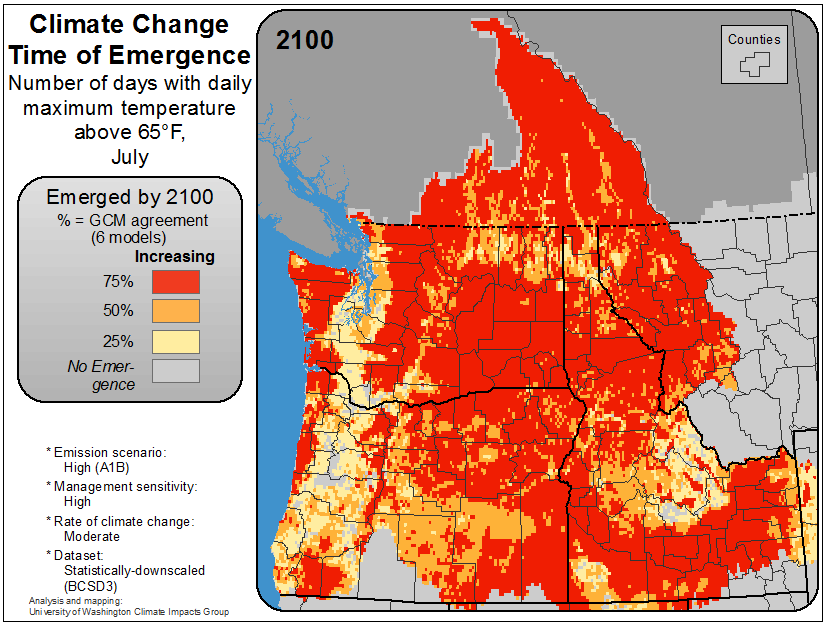 Climate Change
Time of Emergence
Number of days with daily
maximum temperature
above 65°F,
July
Emerged by 2100
% = GCM agreement
(6 models)
Increasing
75%
50%
25%
No Emer-
gence
* Emission scenario:
High (A1B)
* Management sensitivity:
High
* Rate of climate change:
Moderate
* Dataset:
Statistically-downscaled
(BCSD3)
Analysis and mapping:
University of Washington Climate Impacts Group
2100
Counties